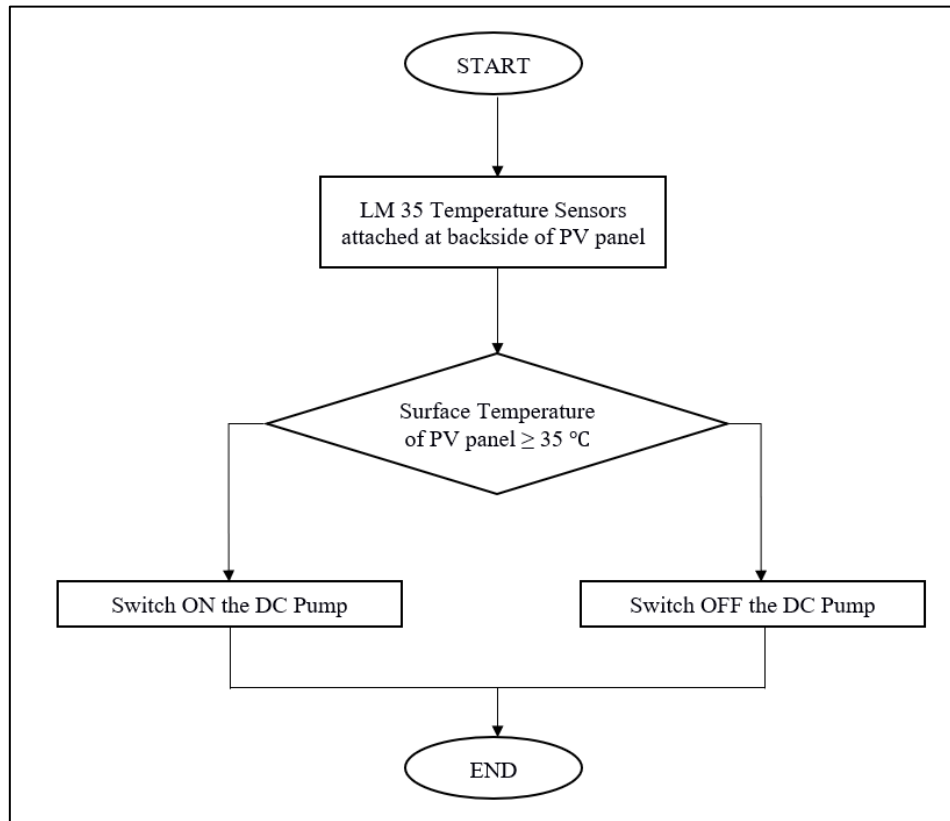 START
LM 35 Temperature Sensors
attached at backside of PV panel
Surface Temperature
of PV panel ≥ 35 ℃
Switch ON the DC Pump
Switch OFF the DC Pump
END